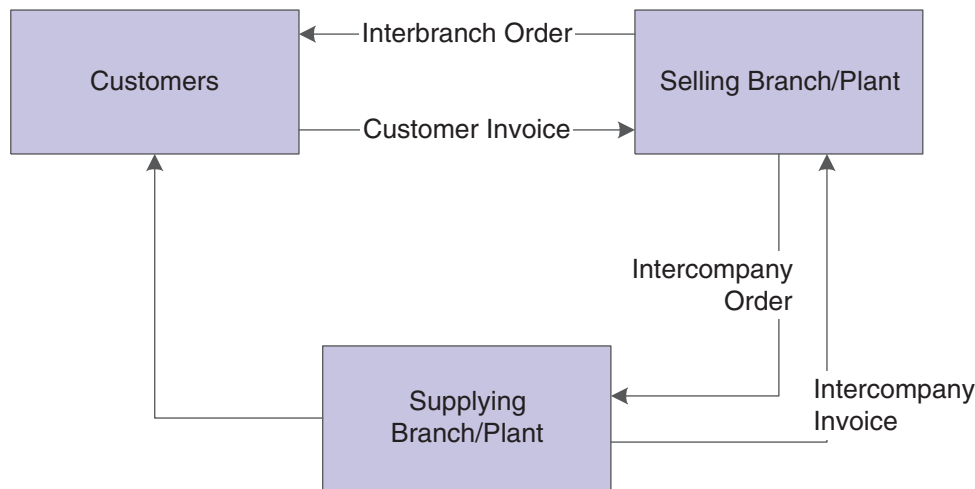 Interbranch Order
Customers
Selling Branch/Plant
Customer Invoice
Intercompany
Order
Supplying
Branch/Plant
Intercompany
Invoice